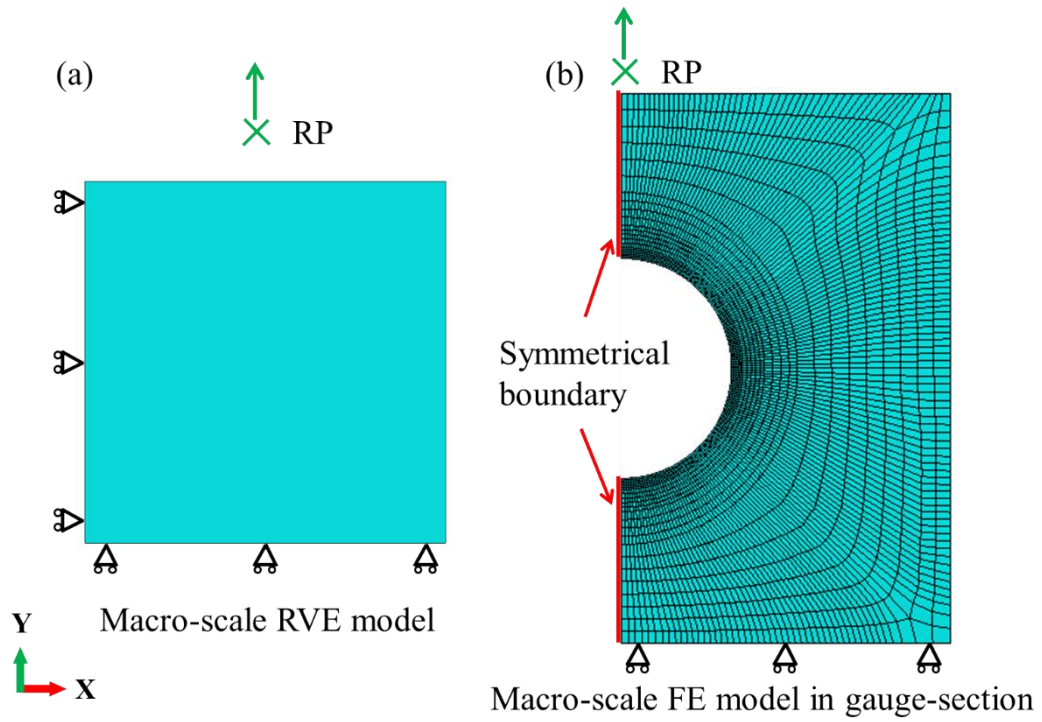 (a)
RP
Macro-scale RVE model
Y
X
(b)
RP
Symmetrical
boundary
Macro-scale FE model in gauge-section